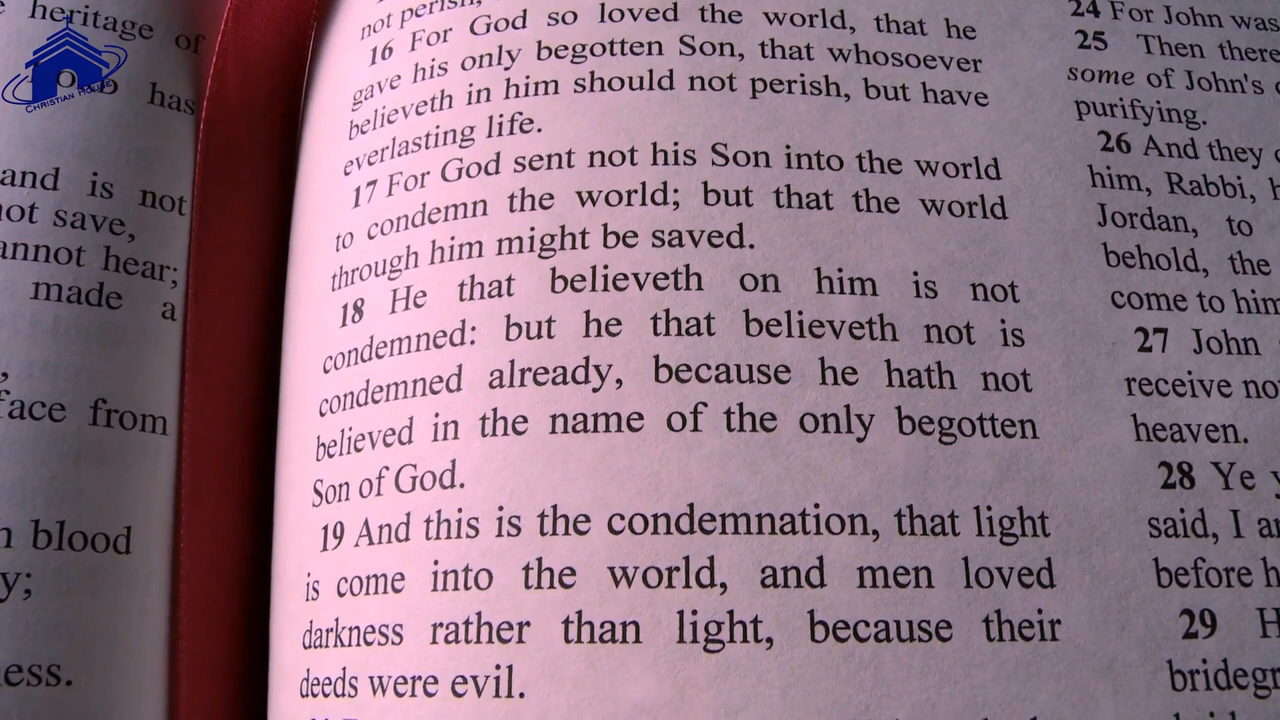 heritage of
has
and is not
not save,
cannot hear;
made a
face from
blood
CHRISTIAN HOUSE
not perish,
16 For God so loved the world, that he
gave his only begotten Son, that whosoever
believeth in him should not perish, but have
everlasting life.
17 For God sent not his Son into the world
to condemn the world; but that the world
through him might be saved.
18 He that believeth on him is not
condemned: but he that believeth not is
condemned already, because he hath not
believed in the name of the only begotten
Son of God.
19 And this is the condemnation, that light
is come into the world, and men loved
darkness rather than light, because their
deeds were evil.
24 For John was
25 Then there
some of John's
purifying.
26 And they
him, Rabbi,
Jordan, to
behold, the
come to him
27 John
receive
heaven.
28 Ye
said, I
before
29